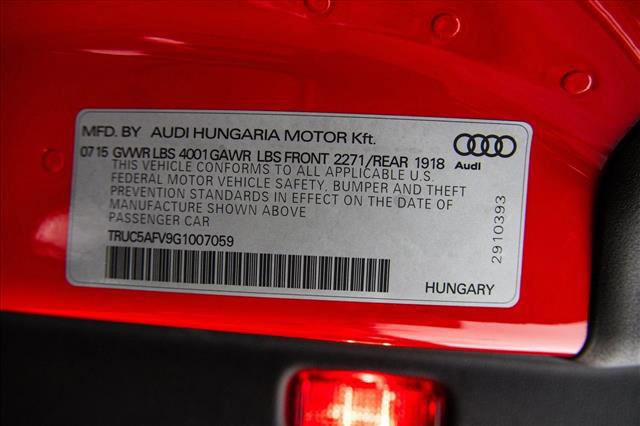 MFD. BY AUDI HUNGARIA MOTOR Kft.
07 15 GVWR LBS 4001 GAWR LBS FRONT 2271/REAR 1918
THIS VEHICLE CONFORMS TO ALL APPLICABLE U.S.
FEDERAL MOTOR VEHICLE SAFETY, BUMPER AND THEFT
PREVENTION STANDARDS IN EFFECT ON THE DATE OF
MANUFACTURE SHOWN ABOVE
PASSENGER CAR
TRUC5AFV9G1007059
Audi
2910393
HUNGARY